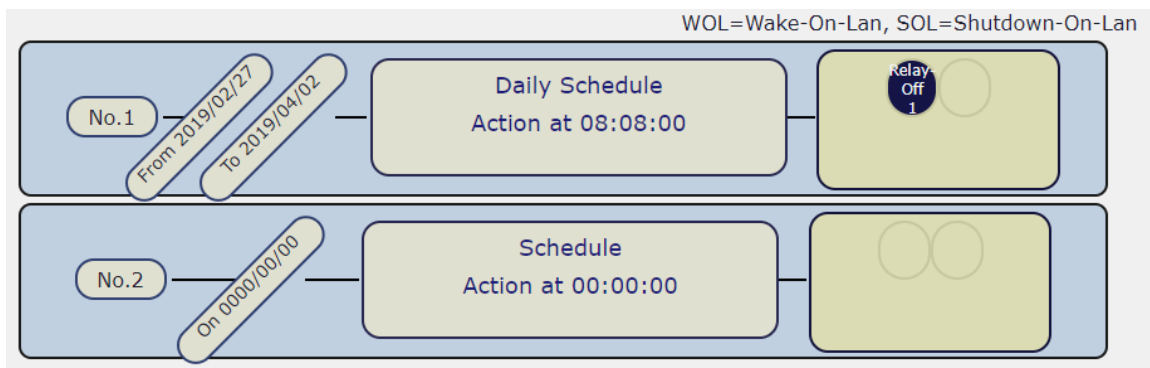 WOL=Wake-On-Lan, SOL=Shutdown-On-Lan
No.1
From 2019/02/27
To 2019/04/02
Daily Schedule
Action at 08:08:00
Relay-
Off
1
No.2
On 0000/00/00
Schedule
Action at 00:00:00